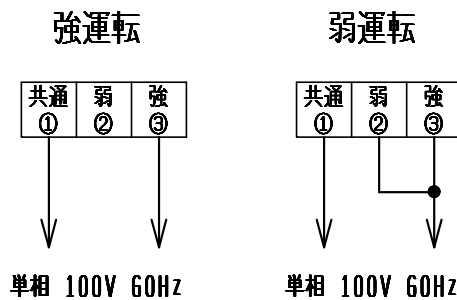 強運転 弱運転
共通 弱 強 共通 弱 強
① ② ③ ① ② ③
単相 100V 60Hz 単相 100V 60Hz